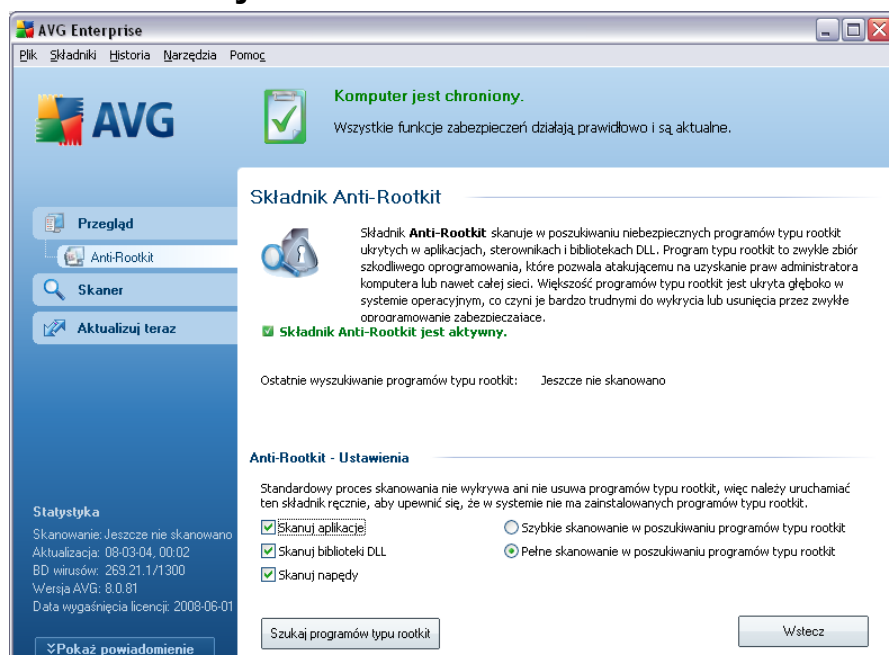 AVG Enterprise
Plik Składniki Historia Narzędzia Pomoc
AVG
Komputer jest chroniony.
Wszystkie funkcje zabezpieczeń działają prawidłowo i są aktualne.
Przegląd
Anti-Rootkit
Skaner
Aktualizuj teraz
Składnik Anti-Rootkit
Składnik Anti-Rootkit skanuje w poszukiwaniu niebezpiecznych programów typu rootkit
ukrytych w aplikacjach, sterownikach i bibliotekach DLL. Program typu rootkit to zwykle zbiór
szkodliwego oprogramowania, które pozwala atakującemu na uzyskanie praw administratora
komputera lub nawet całej sieci. Większość programów typu rootkit jest ukryta głęboko w
systemie operacyjnym, co czyni je bardzo trudnymi do wykrycia lub usunięcia przez zwykłe
oprogramowanie zabezpieczające.
Składnik Anti-Rootkit jest aktywny.
Ostatnie wyszukiwanie programów typu rootkit: Jeszcze nie skanowano
Anti-Rootkit - Ustawienia
Standardowy proces skanowania nie wykrywa ani nie usuwa programów typu rootkit, więc należy uruchamiać
ten składnik ręcznie, aby upewnić się, że w systemie nie ma zainstalowanych programów typu rootkit.
Skanuj aplikacje
Szybkie skanowanie w poszukiwaniu programów typu rootkit
Skanuj biblioteki DLL
Pełne skanowanie w poszukiwaniu programów typu rootkit
Skanuj napędy
Szukaj programów typu rootkit
Wstecz
Statystyka
Skanowanie: Jeszcze nie skanowano
Aktualizacja: 08-03-04, 00:02
BD wirusów: 269.21.1/1300
Wersja AVG: 8.0.81
Data wygaśnięcia licencji: 2008-06-01
Pokaż powiadomienie